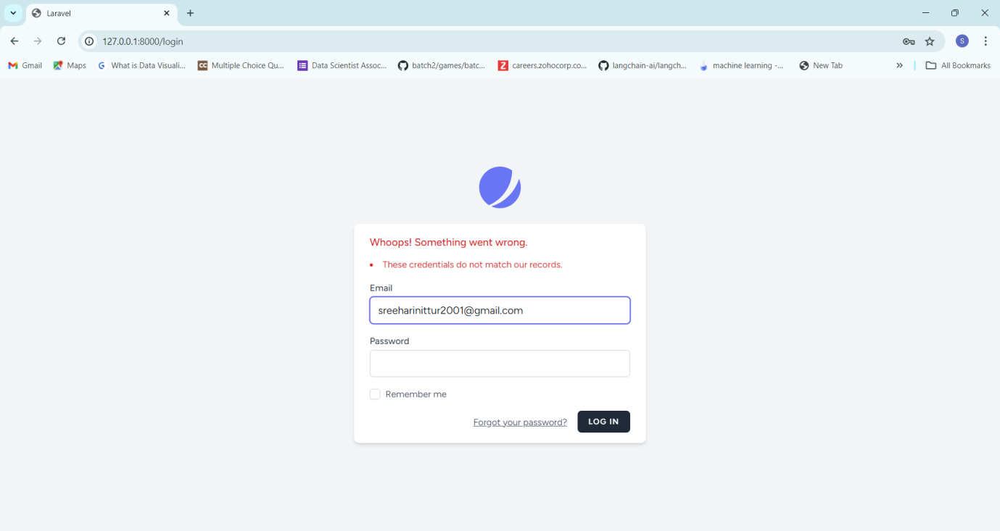 Laravel
127.0.0.1:8000/login
S
Gmail Maps What is Data Visuali... CC Multiple Choice Qu... Data Scientist Assoc... batch2/games/batc... Z careers.zohocorp.co... langchain-ai/langch... machine learning -... New Tab All Bookmarks
Whoops! Something went wrong.
These credentials do not match our records.
Email
sreeharinittur2001@gmail.com
Password
Remember me
Forgot your password? LOG IN